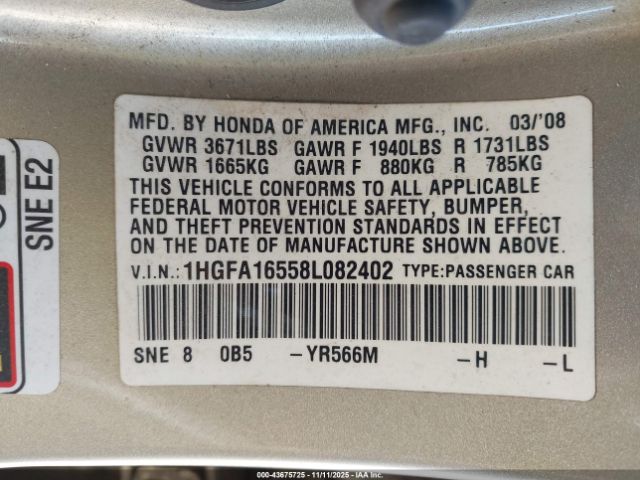 MFD. BY HONDA OF AMERICA MFG., INC. 03/'08
GVWR 3671LBS GAWR F 1940LBS R 1731LBS
GVWR 1665KG GAWR F 880KG R 785KG
THIS VEHICLE CONFORMS TO ALL APPLICABLE
FEDERAL MOTOR VEHICLE SAFETY, BUMPER,
AND THEFT PREVENTION STANDARDS IN EFFECT
ON THE DATE OF MANUFACTURE SHOWN ABOVE.
V.I.N.: 1HGFA16558L082402 TYPE:PASSENGER CAR
SNE 8 0B5 -YR566M -H -L
SNE E2
000-43675725 - 11/11/2025 - IAA Inc.